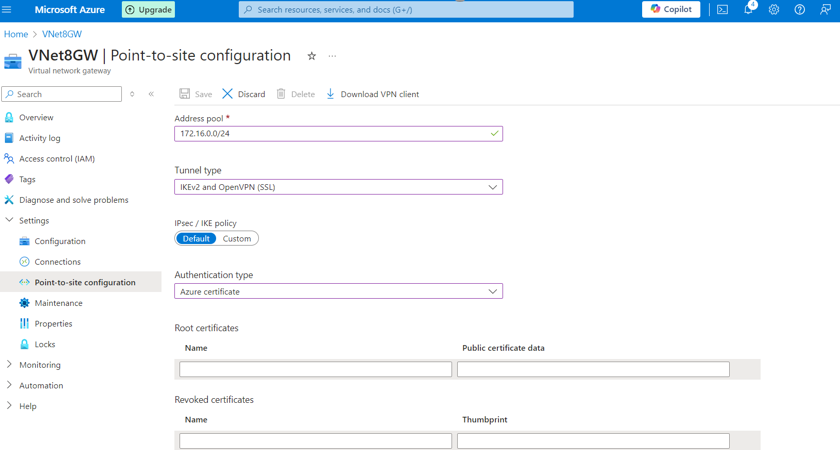 Microsoft Azure
Upgrade
Search resources, services, and docs (G+/)
Copilot
4
Home > VNet8GW
VNet8GW | Point-to-site configuration
Virtual network gateway
Search
Save Discard Delete Download VPN client
Overview
Activity log
Access control (IAM)
Tags
Diagnose and solve problems
Settings
Configuration
Connections
Point-to-site configuration
Maintenance
Properties
Locks
Monitoring
Automation
Help
Address pool *
172.16.0.0/24
Tunnel type
IKEv2 and OpenVPN (SSL)
IPsec / IKE policy
Default Custom
Authentication type
Azure certificate
Root certificates
Name Public certificate data
Revoked certificates
Name Thumbprint